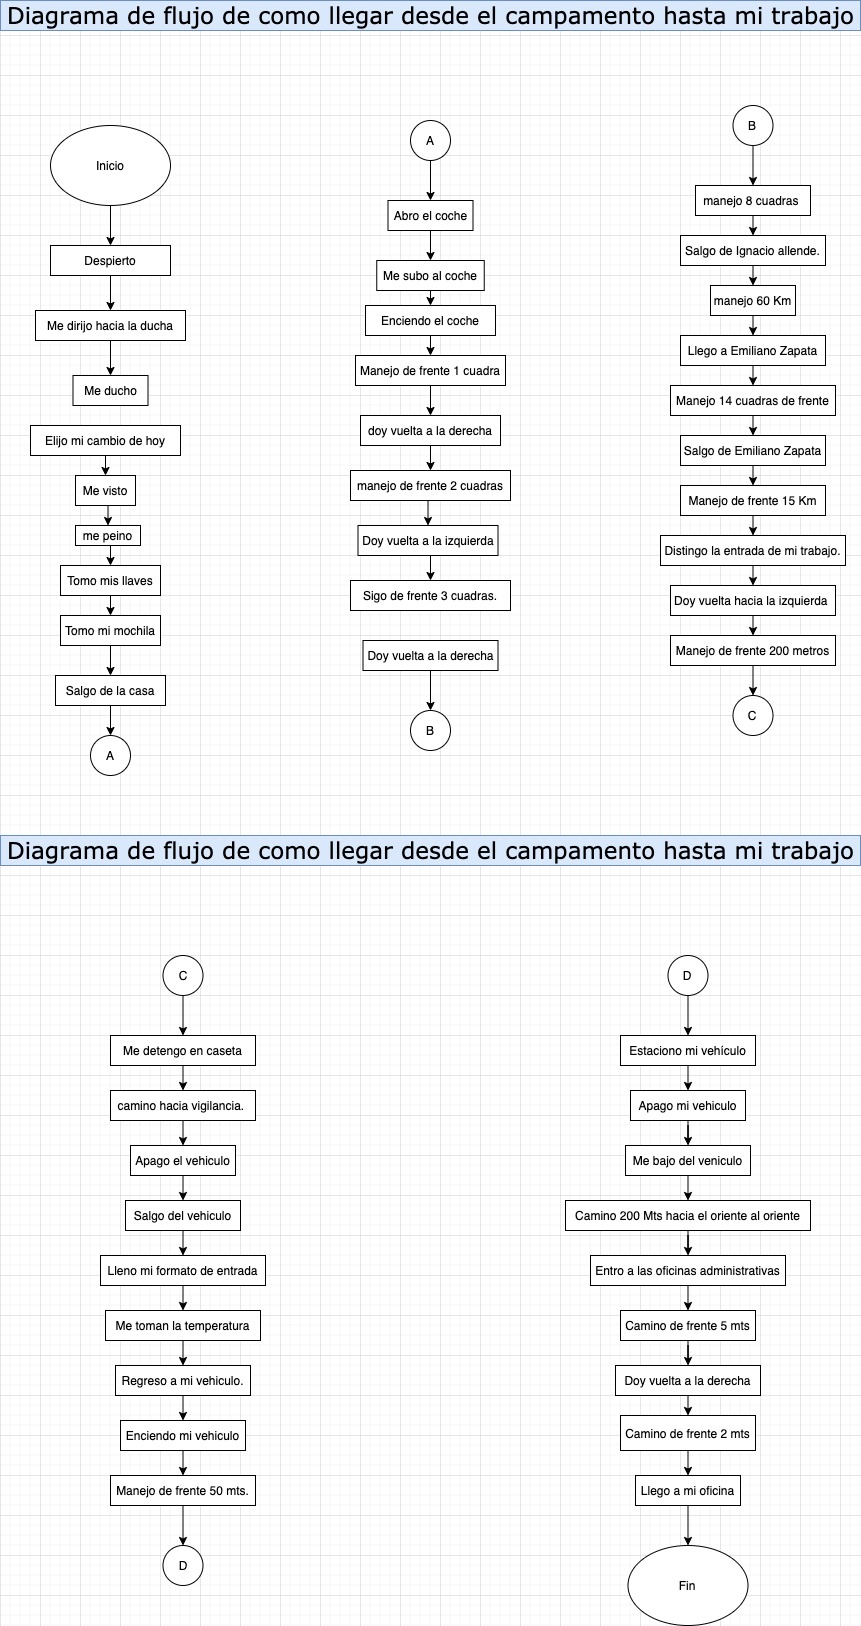 Diagrama de flujo de como llegar desde el campamento hasta mi trabajo
Inicio
Despierto
Me dirijo hacia la ducha
Me ducho
Elijo mi cambio de hoy
Me visto
me peino
Tomo mis llaves
Tomo mi mochila
Salgo de la casa
A
A
Abro el coche
Me subo al coche
Enciendo el coche
Manejo de frente 1 cuadra
doy vuelta a la derecha
manejo de frente 2 cuadras
Doy vuelta a la izquierda
Sigo de frente 3 cuadras.
Doy vuelta a la derecha
B
B
manejo 8 cuadras
Salgo de Ignacio allende.
manejo 60 Km
Llego a Emiliano Zapata
Manejo 14 cuadras de frente
Salgo de Emiliano Zapata
Manejo de frente 15 Km
Distingo la entrada de mi trabajo.
Doy vuelta hacia la izquierda
Manejo de frente 200 metros
C
Diagrama de flujo de como llegar desde el campamento hasta mi trabajo
C
Me detengo en caseta
camino hacia vigilancia.
Apago el vehiculo
Salgo del vehiculo
Lleno mi formato de entrada
Me toman la temperatura
Regreso a mi vehiculo.
Enciendo mi vehiculo
Manejo de frente 50 mts.
D
D
Estaciono mi vehículo
Apago mi vehiculo
Me bajo del veniculo
Camino 200 Mts hacia el oriente al oriente
Entro a las oficinas administrativas
Camino de frente 5 mts
Doy vuelta a la derecha
Camino de frente 2 mts
Llego a mi oficina
Fin